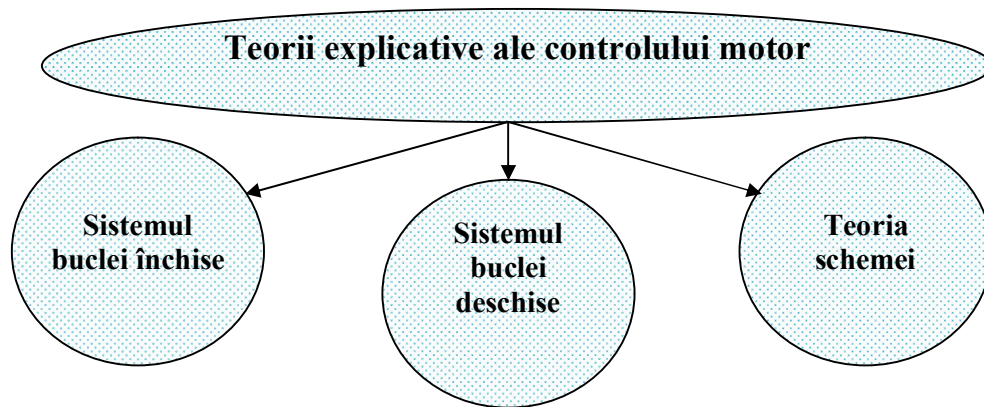 Teorii explicative ale controlului motor
Sistemul
buclei închise
Sistemul
buclei
deschise
Teoria
schemei